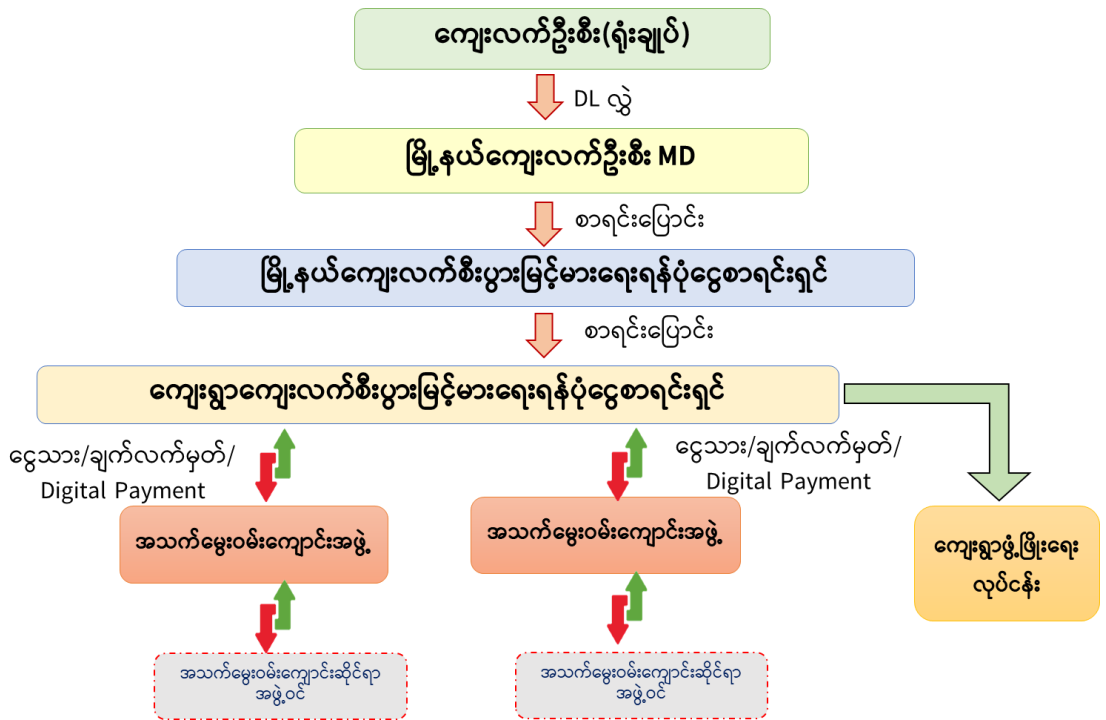 ကျေးလက်ဦးစီး(ရုံးချုပ်)
DL လွှဲ
မြို့နယ်ကျေးလက်ဦးစီး MD
စာရင်းပြောင်း
မြို့နယ်ကျေးလက်စီးပွားမြင့်မားရေးရန်ပုံငွေစာရင်းရှင်
စာရင်းပြောင်း
ကျေးရွာကျေးလက်စီးပွားမြင့်မားရေးရန်ပုံငွေစာရင်းရှင်
ငွေသား/ချက်လက်မှတ်/
Digital Payment
ငွေသား/ချက်လက်မှတ်/
Digital Payment
အသက်မွေးဝမ်းကျောင်းအဖွဲ့
အသက်မွေးဝမ်းကျောင်းအဖွဲ့
ကျေးရွာဖွံ့ဖြိုးရေး
လုပ်ငန်း
အသက်မွေးဝမ်းကျောင်းဆိုင်ရာ
အဖွဲ့ဝင်
အသက်မွေးဝမ်းကျောင်းဆိုင်ရာ
အဖွဲ့ဝင်